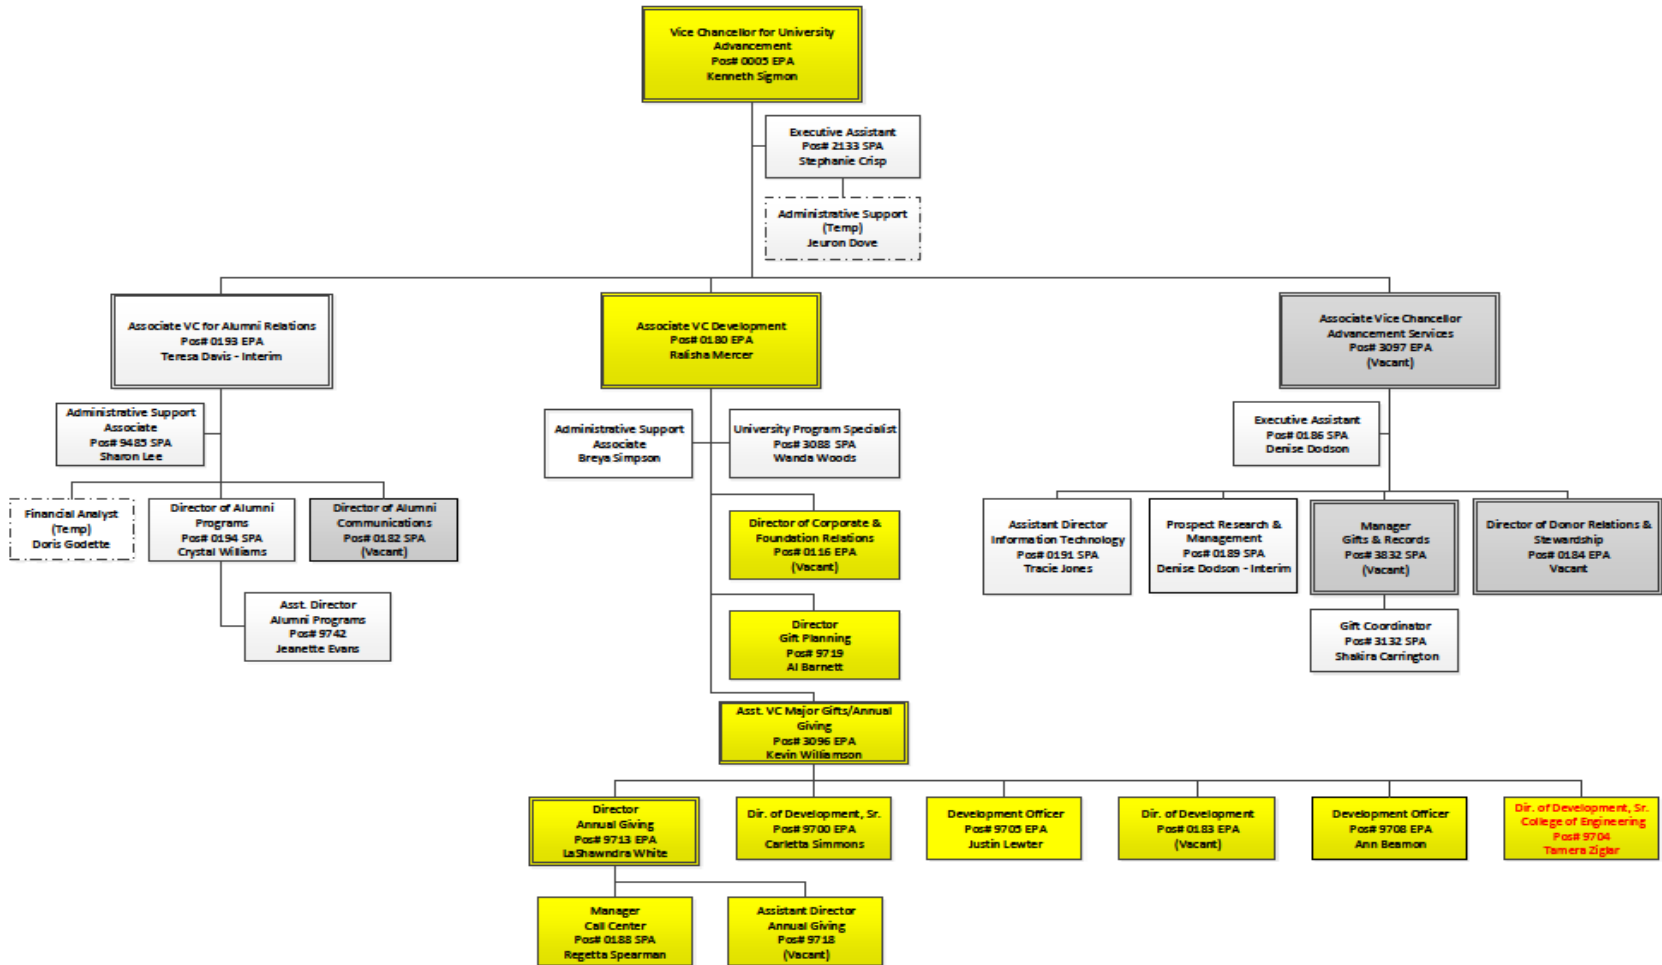 Vice Chancellor for University
Advancement
Pos# 0005 EPA
Kenneth Sigmon
Executive Assistant
Pos# 2133 SPA
Stephanie Crisp
Administrative Support
(Temp)
Jeuron Dove
Associate VC for Alumni Relations
Pos# 0193 EPA
Teresa Davis - Interim
Associate VC Development
Pos# 0180 EPA
Ralisha Mercer
Associate Vice Chancellor
Advancement Services
Pos# 3097 EPA
(Vacant)
Administrative Support
Associate
Pos# 9485 SPA
Sharon Lee
Administrative Support
Associate
Breya Simpson
University Program Specialist
Pos# 3088 SPA
Wanda Woods
Executive Assistant
Pos# 0186 SPA
Denise Dodson
Financial Analyst
(Temp)
Doris Godette
Director of Alumni
Programs
Pos# 0194 SPA
Crystal Williams
Director of Alumni
Communications
Pos# 0182 SPA
(Vacant)
Director of Corporate &
Foundation Relations
Pos# 0116 EPA
(Vacant)
Assistant Director
Information Technology
Pos# 0191 SPA
Tracie Jones
Prospect Research &
Management
Pos# 0189 SPA
Denise Dodson - Interim
Manager
Gifts & Records
Pos# 3832 SPA
(Vacant)
Director of Donor Relations &
Stewardship
Pos# 0184 EPA
Vacant
Asst. Director
Alumni Programs
Pos# 9742
Jeanette Evans
Director
Gift Planning
Pos# 9719
Al Barnett
Gift Coordinator
Pos# 3132 SPA
Shakira Carrington
Asst. VC Major Gifts/Annual
Giving
Pos# 3096 EPA
Kevin Williamson
Director
Annual Giving
Pos# 9713 EPA
LaShawndra White
Dir. of Development, Sr.
Pos# 9700 EPA
Carletta Simmons
Development Officer
Pos# 9705 EPA
Justin Lewter
Dir. of Development
Pos# 0183 EPA
(Vacant)
Development Officer
Pos# 9708 EPA
Ann Beamon
Dir. of Development, Sr.
College of Engineering
Pos# 9704
Tamera Ziglar
Manager
Call Center
Pos# 0188 SPA
Regetta Spearman
Assistant Director
Annual Giving
Pos# 9718
(Vacant)